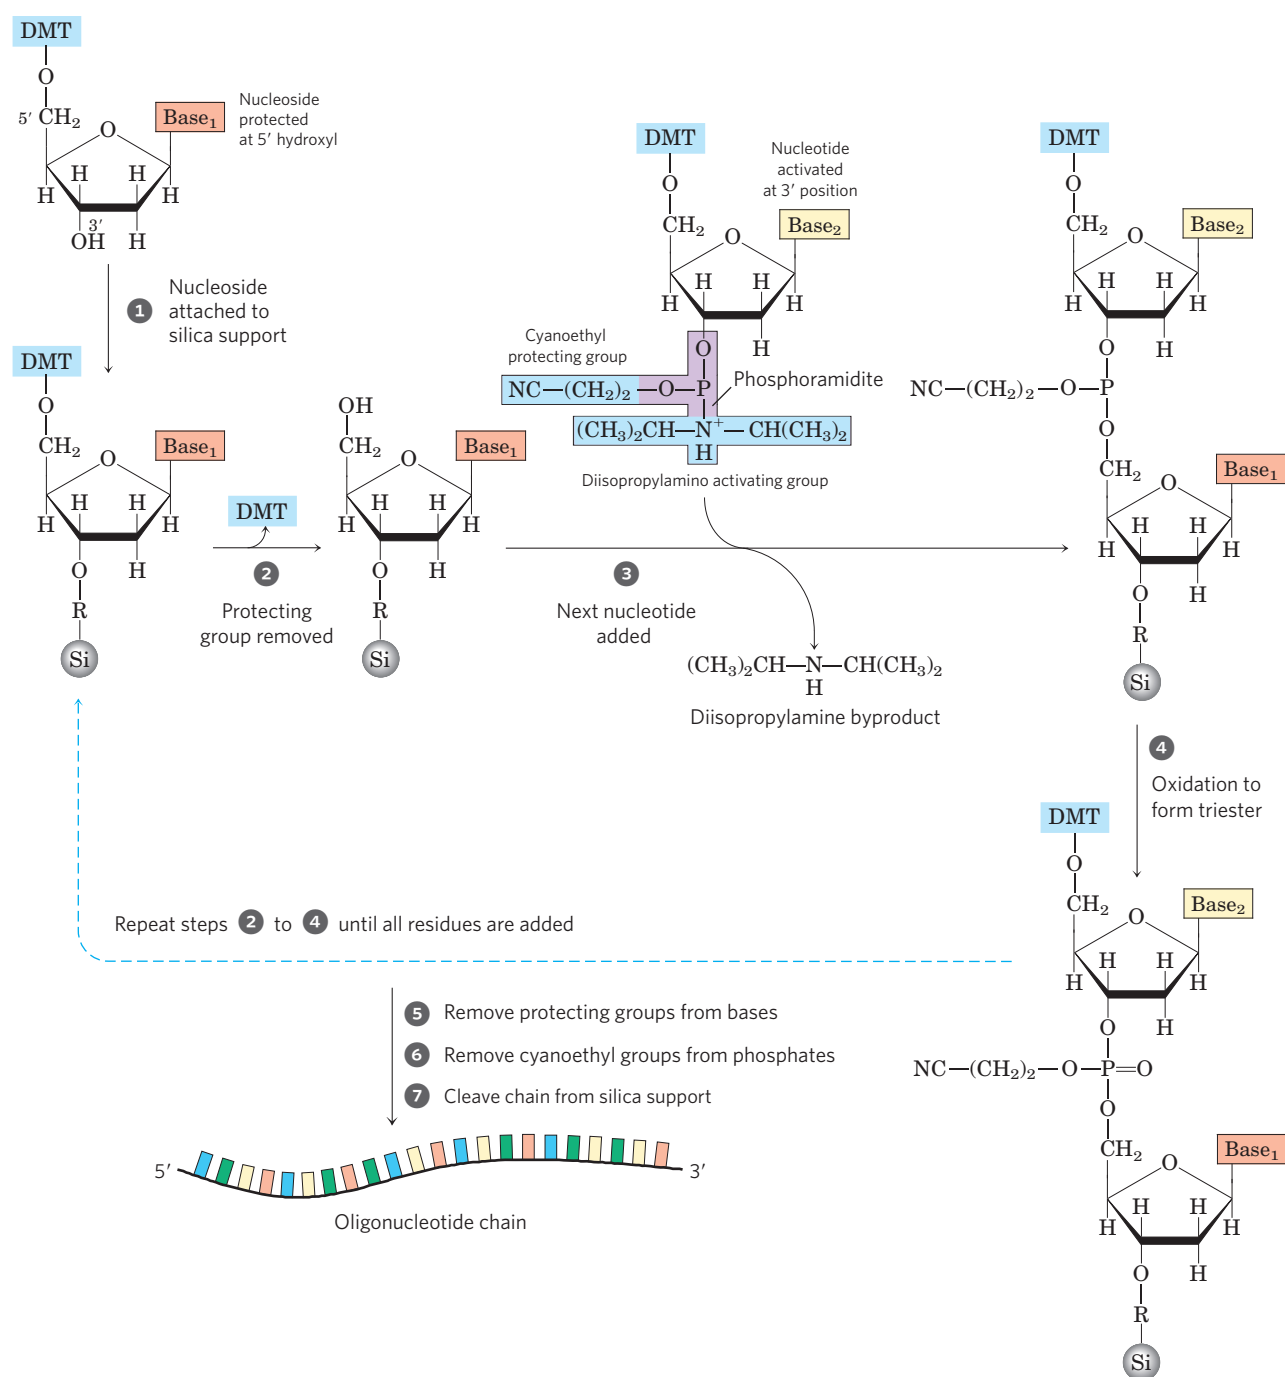 DMT
O
5′ CH₂
O
Base₁
Nucleoside
protected
at 5′ hydroxyl
H
H
H
H
3′
OH
H
1
Nucleoside
attached to
silica support
DMT
O
CH₂
O
Base₁
H
H
H
H
O
H
R
Si
DMT
2
Protecting
group removed
OH
CH₂
O
Base₁
H
H
H
H
O
H
R
Si
DMT
O
CH₂
O
Nucleotide
activated
at 3′ position
Base₂
H
H
H
H
O
H
Cyanoethyl
protecting group
NC—(CH₂)₂—O—P
Phosphoramidite
(CH₃)₂CH—N⁺—CH(CH₃)₂
H
Diisopropylamino activating group
3
Next nucleotide
added
(CH₃)₂CH—N—CH(CH₃)₂
H
Diisopropylamine byproduct
DMT
O
CH₂
O
Base₂
H
H
H
H
O
H
NC—(CH₂)₂—O—P
O
CH₂
O
Base₁
H
H
H
H
O
H
R
Si
4
Oxidation to
form triester
DMT
O
CH₂
O
Base₂
H
H
H
H
O
H
NC—(CH₂)₂—O—P=O
O
CH₂
O
Base₁
H
H
H
H
O
H
R
Si
Repeat steps 2 to 4 until all residues are added
5 Remove protecting groups from bases
6 Remove cyanoethyl groups from phosphates
7 Cleave chain from silica support
5′ 3′
Oligonucleotide chain